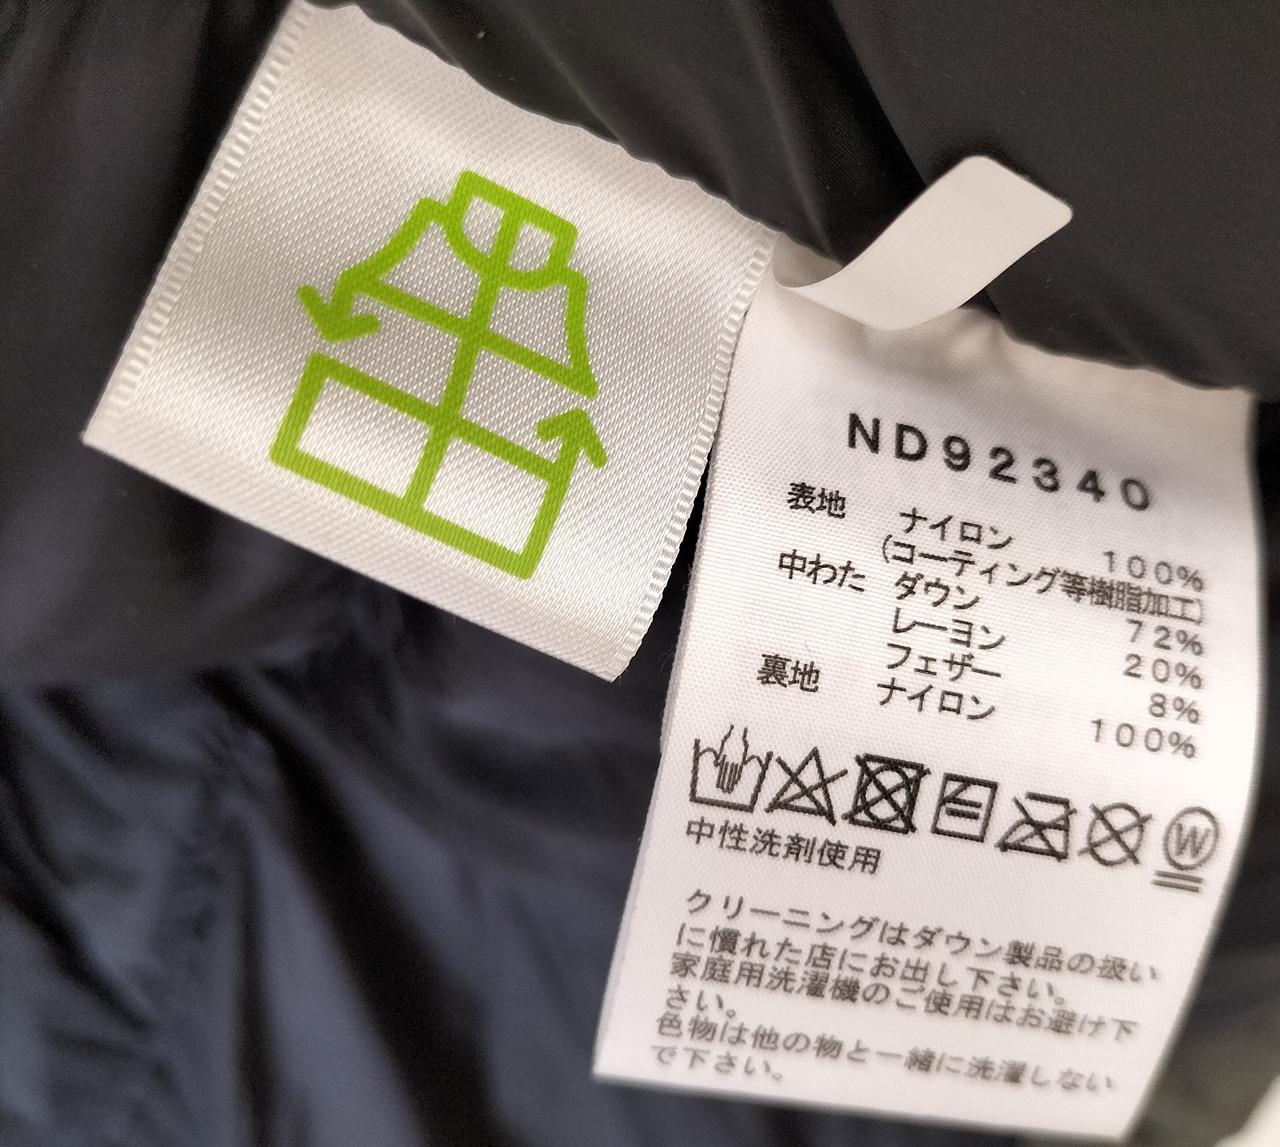 ND92340
表地 ナイロン 100%
(コーティング等樹脂加工)
中わた ダウン 72%
レーヨン 20%
フェザー 8%
裏地 ナイロン 100%
W
中性洗剤使用
クリーニングはダウン製品の扱い
に慣れた店にお出し下さい。
家庭用洗濯機のご使用はお避け下
さい。
色物は他の物と一緒に洗濯しない
で下さい。